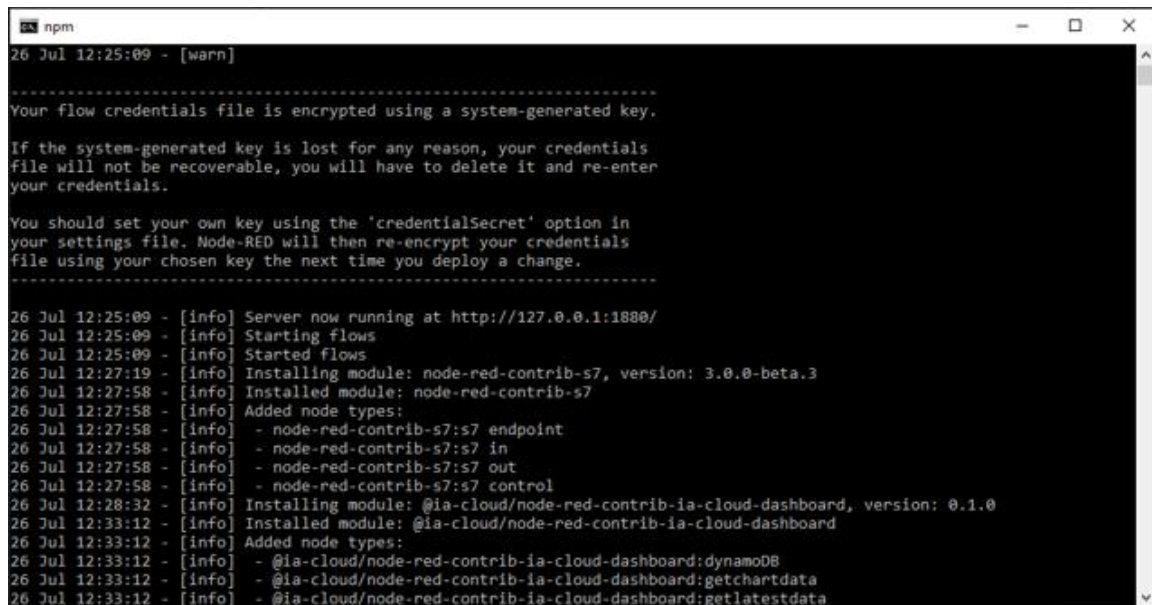 npm
26 Jul 12:25:09 - [warn]
---------------------------------------------------------------------
Your flow credentials file is encrypted using a system-generated key.
If the system-generated key is lost for any reason, your credentials
file will not be recoverable, you will have to delete it and re-enter
your credentials.
You should set your own key using the 'credentialSecret' option in
your settings file. Node-RED will then re-encrypt your credentials
file using your chosen key the next time you deploy a change.
---------------------------------------------------------------------
26 Jul 12:25:09 - [info] Server now running at http://127.0.0.1:1880/
26 Jul 12:25:09 - [info] Starting flows
26 Jul 12:25:09 - [info] Started flows
26 Jul 12:27:19 - [info] Installing module: node-red-contrib-s7, version: 3.0.0-beta.3
26 Jul 12:27:58 - [info] Installed module: node-red-contrib-s7
26 Jul 12:27:58 - [info] Added node types:
26 Jul 12:27:58 - [info]  - node-red-contrib-s7:s7 endpoint
26 Jul 12:27:58 - [info]  - node-red-contrib-s7:s7 in
26 Jul 12:27:58 - [info]  - node-red-contrib-s7:s7 out
26 Jul 12:27:58 - [info]  - node-red-contrib-s7:s7 control
26 Jul 12:28:32 - [info] Installing module: @ia-cloud/node-red-contrib-ia-cloud-dashboard, version: 0.1.0
26 Jul 12:33:12 - [info] Installed module: @ia-cloud/node-red-contrib-ia-cloud-dashboard
26 Jul 12:33:12 - [info] Added node types:
26 Jul 12:33:12 - [info]  - @ia-cloud/node-red-contrib-ia-cloud-dashboard:dynamoDB
26 Jul 12:33:12 - [info]  - @ia-cloud/node-red-contrib-ia-cloud-dashboard:getchartdata
26 Jul 12:33:12 - [info]  - @ia-cloud/node-red-contrib-ia-cloud-dashboard:getlatestdata